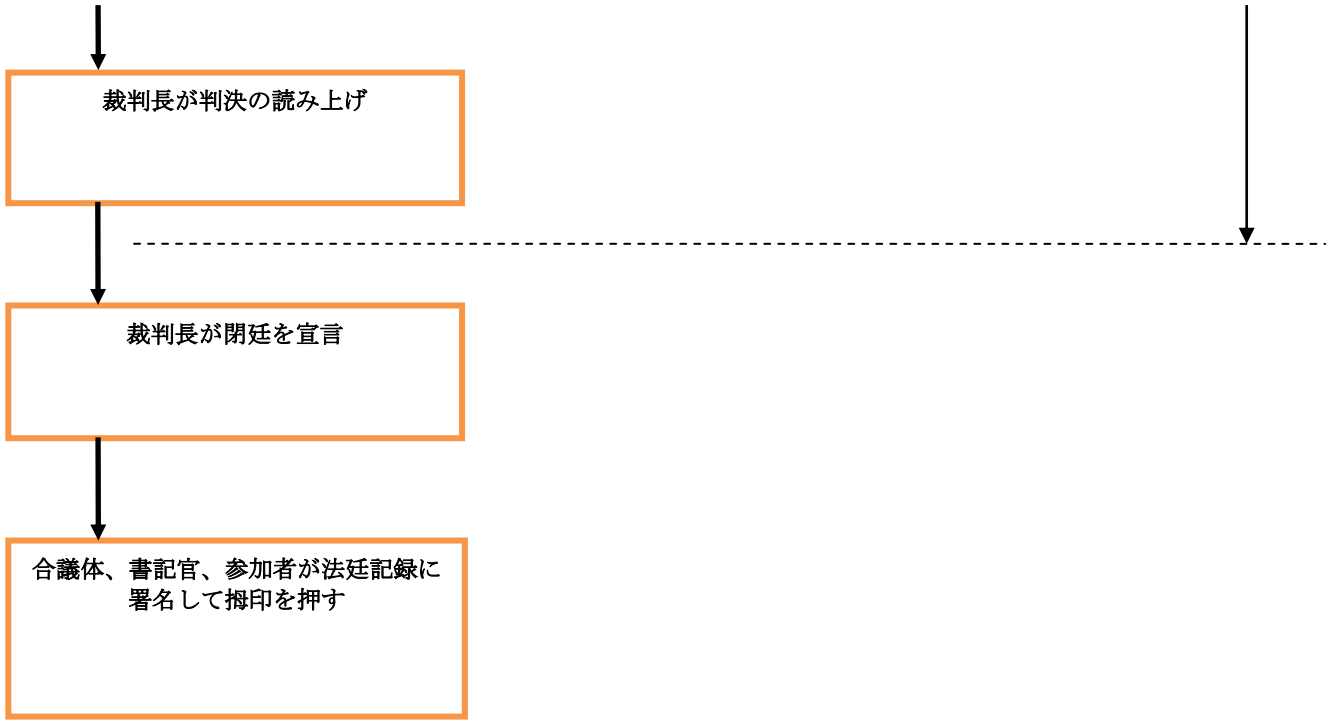 裁判長が判決の読み上げ
裁判長が閉廷を宣言
合議体、書記官、参加者が法廷記録に
署名して拇印を押す